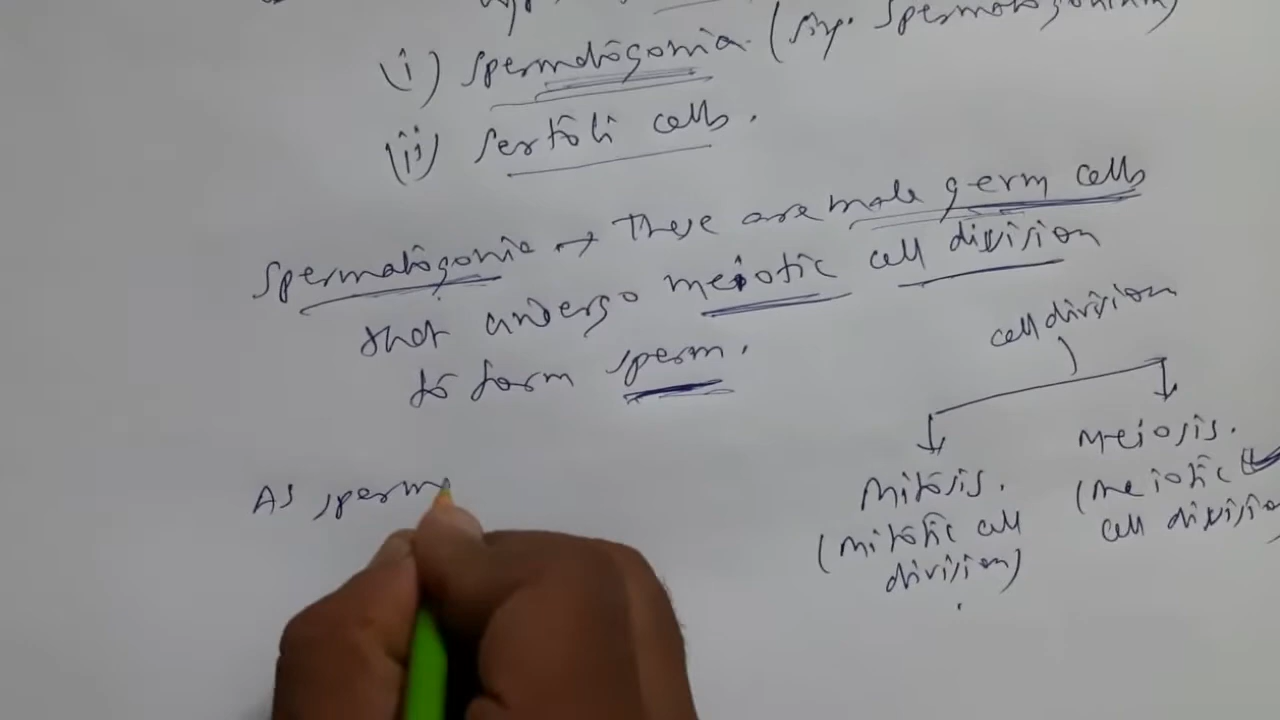 (i) spermatogonia. (sing. spermatogonium)
(ii) sertoli cells.
spermatogonia → These are male germ cells
that undergo meiotic cell division
to form sperm.
cell division
Mitosis.
(mitotic cell
division)
Meiosis.
(meiotic
cell division
As sperm